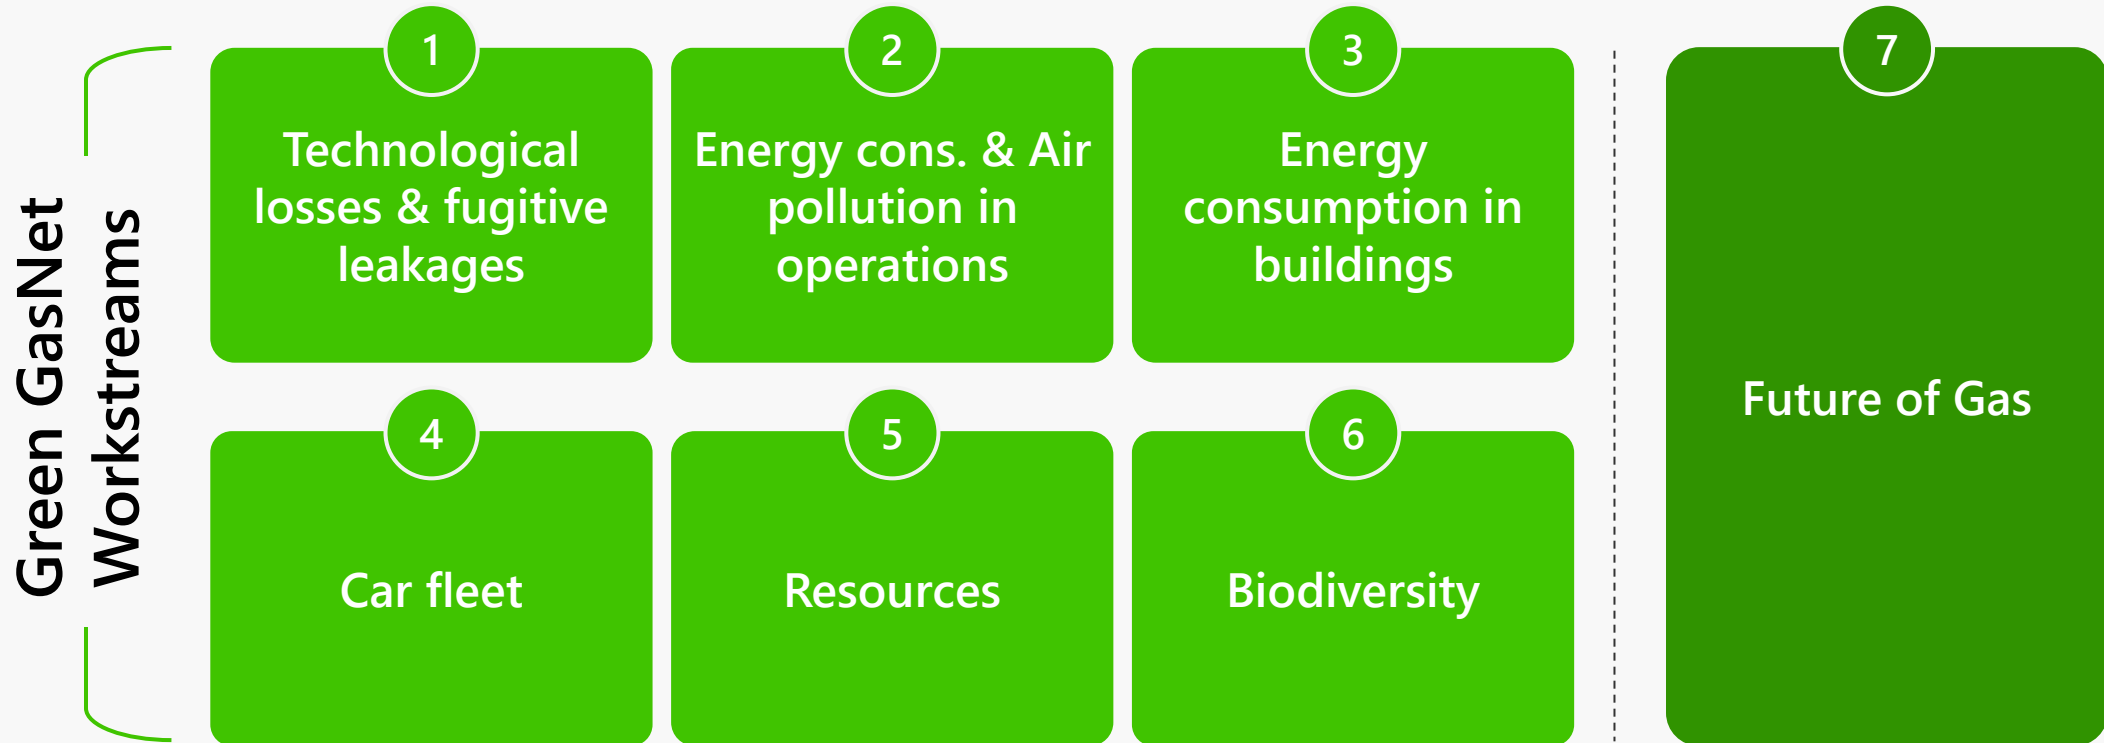 Green GasNet
Workstreams
1
Technological
losses & fugitive
leakages
2
Energy cons. & Air
pollution in
operations
3
Energy
consumption in
buildings
4
Car fleet
5
Resources
6
Biodiversity
7
Future of Gas